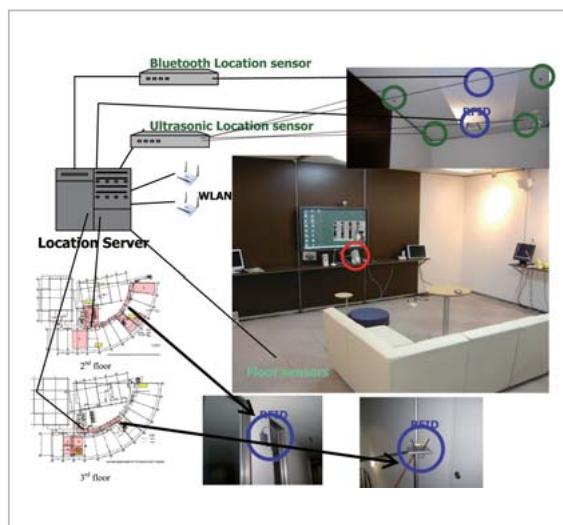 Bluetooth Location sensor
RFID
Ultrasonic Location sensor
WLAN
Location Server
2nd floor
Floor sensors
RFID
RFID
3rd floor